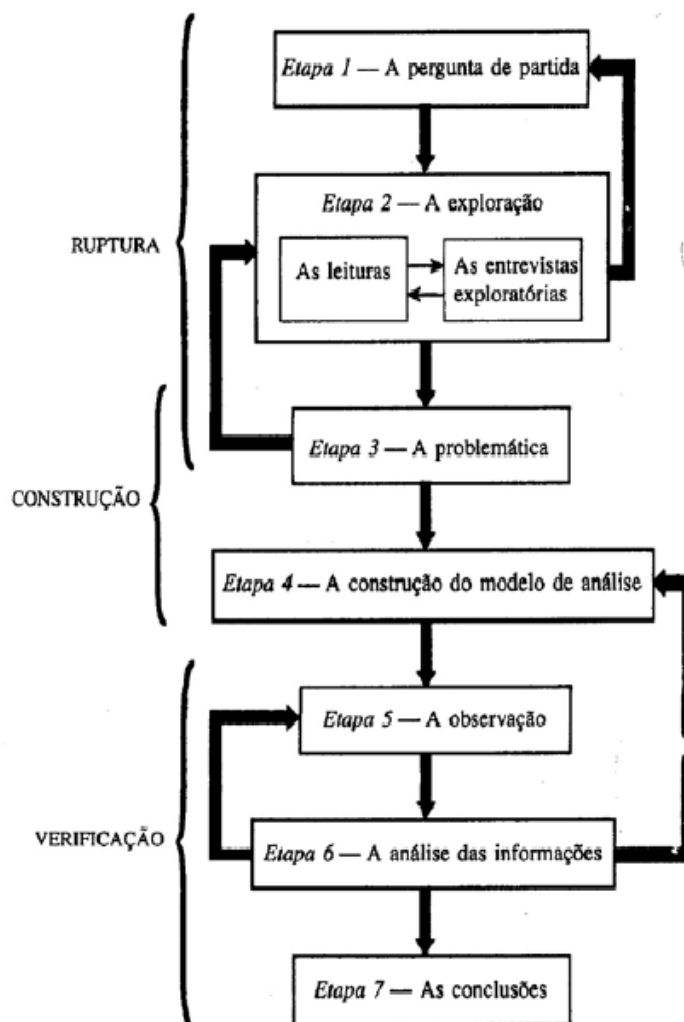 Etapa 1 — A pergunta de partida
Etapa 2 — A exploração
RUPTURA
As leituras
As entrevistas
exploratórias
Etapa 3 — A problemática
CONSTRUÇÃO
Etapa 4 — A construção do modelo de análise
Etapa 5 — A observação
VERIFICAÇÃO
Etapa 6 — A análise das informações
Etapa 7 — As conclusões